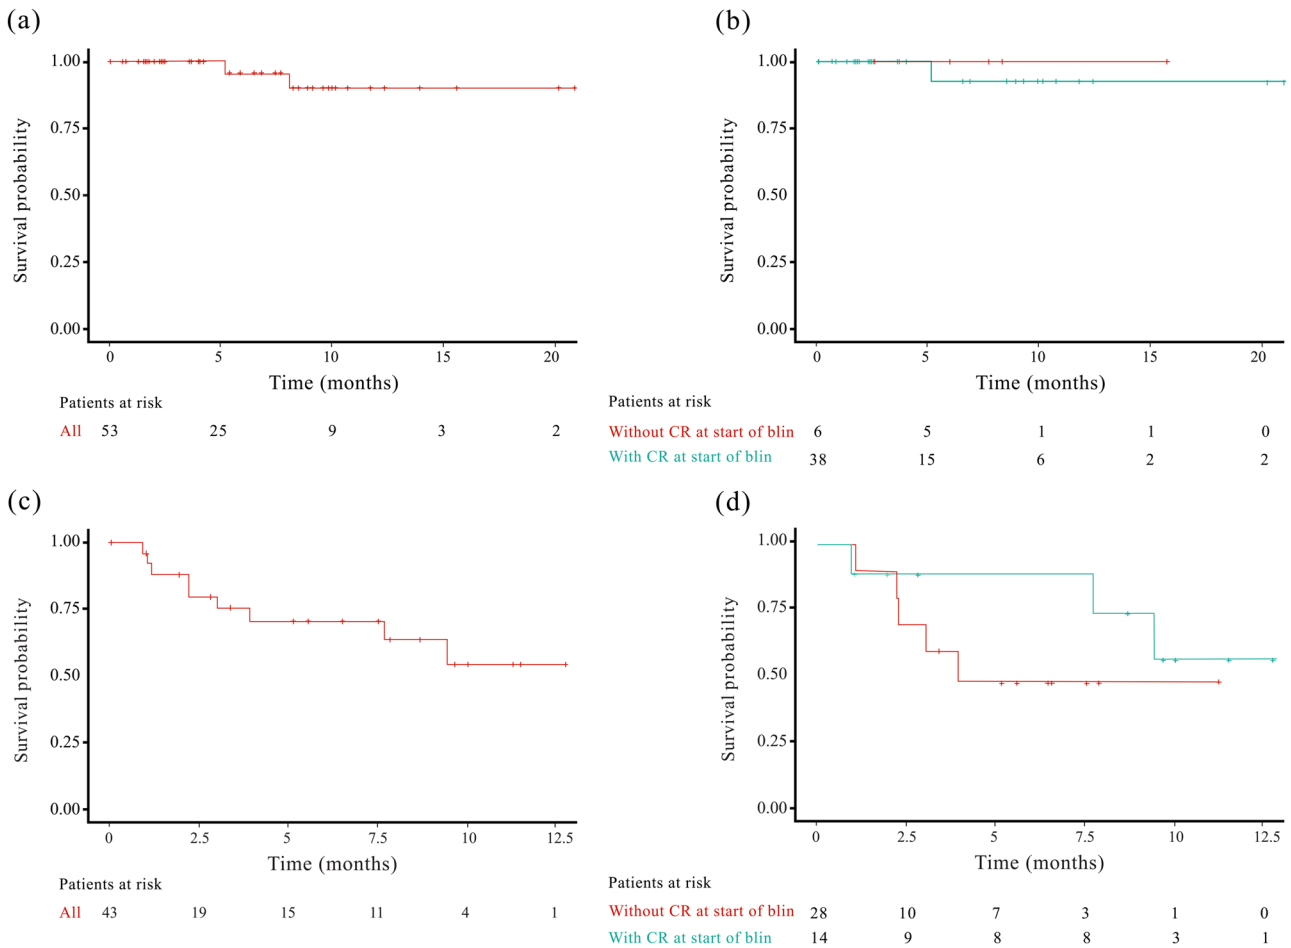 (a)
Survival probability
1.00
0.75
0.50
0.25
0.00
0 5 10 15 20
Time (months)
Patients at risk
All 53 25 9 3 2
(b)
Survival probability
1.00
0.75
0.50
0.25
0.00
0 5 10 15 20
Time (months)
Patients at risk
Without CR at start of blin 6 5 1 1 0
With CR at start of blin 38 15 6 2 2
(c)
Survival probability
1.00
0.75
0.50
0.25
0.00
0 2.5 5 7.5 10 12.5
Time (months)
Patients at risk
All 43 19 15 11 4 1
(d)
Survival probability
1.00
0.75
0.50
0.25
0.00
0 2.5 5 7.5 10 12.5
Time (months)
Patients at risk
Without CR at start of blin 28 10 7 3 1 0
With CR at start of blin 14 9 8 8 3 1